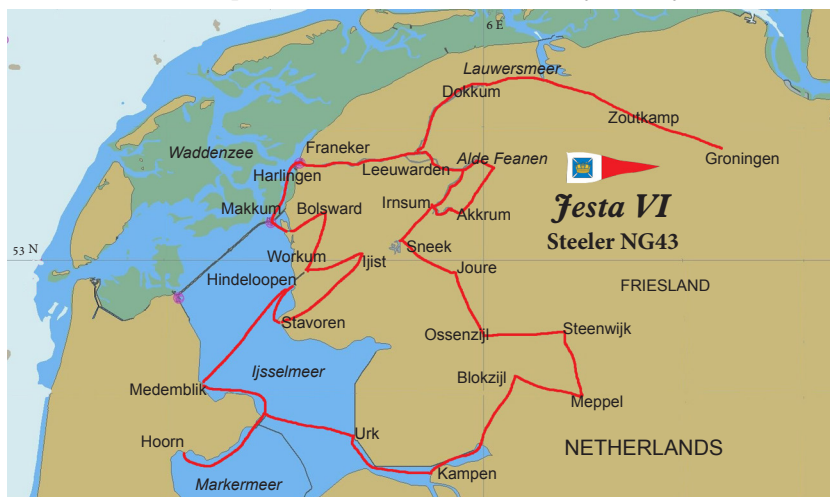 6 E
Lauwersmeer
Dokkum
Zoutkamp
Waddenzee
Franeker
Harlingen
Leeuwarden
Alde Feanen
Groningen
Makkum
Bolsward
Irnsum
Akkrum
Jesta VI
Steeler NG43
53 N
Workum
Ijist
Sneek
Hindeloopen
Joure
FRIESLAND
Stavoren
Ossenzijl
Steenwijk
Ijsselmeer
Blokzijl
Medemblik
Meppel
Hoorn
Urk
NETHERLANDS
Kampen
Markermeer